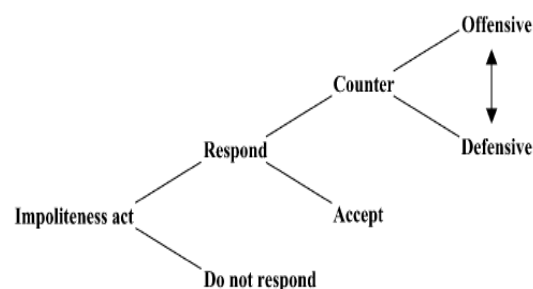 Offensive
Counter
Respond
Defensive
Impoliteness act
Accept
Do not respond